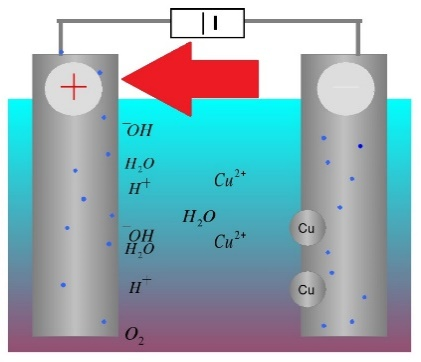 +
−
⁻OH
H₂O
H⁺
Cu²⁺
H₂O
⁻OH
Cu²⁺
H₂O
H⁺
O₂
Cu
Cu